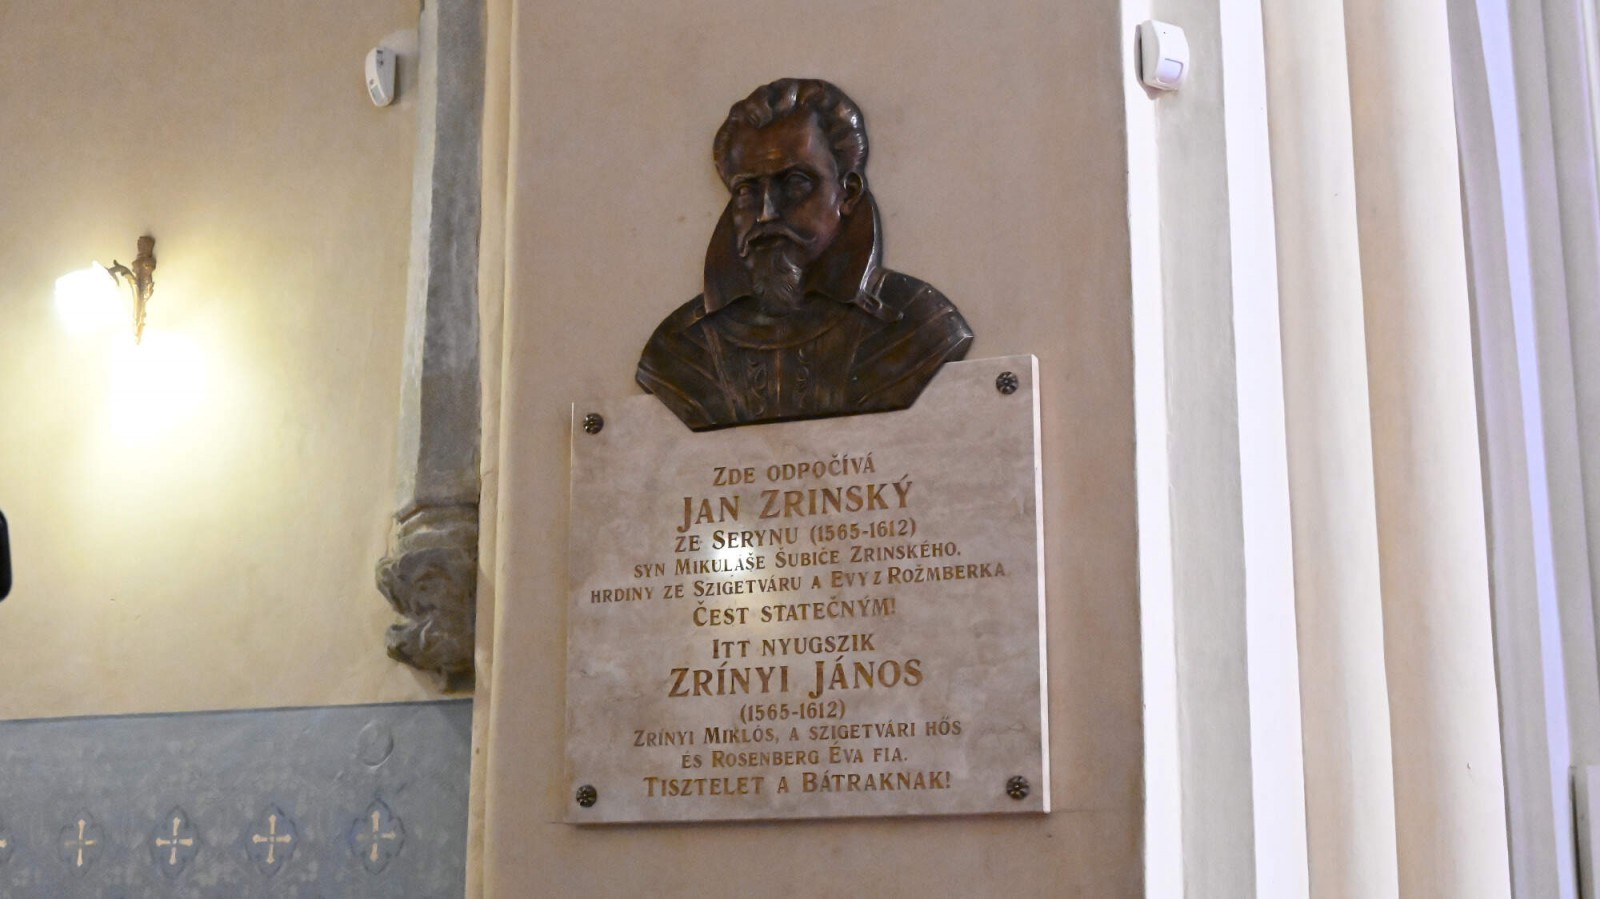 ZDE ODPOČÍVÁ
JAN ZRINSKÝ
ZE SERYNU (1565-1612)
SYN MIKULÁŠE ŠUBIČE ZRINSKÉHO.
HRDINY ZE SZIGETVÁRU A EVY Z ROŽMBERKA
ČEST STATEČNÝM!
ITT NYUGSZIK
ZRÍNYI JÁNOS
(1565-1612)
ZRÍNYI MIKLÓS, A SZIGETVÁRI HŐS
ÉS ROSENBERG ÉVA FIA.
TISZTELET A BÁTRAKNAK!